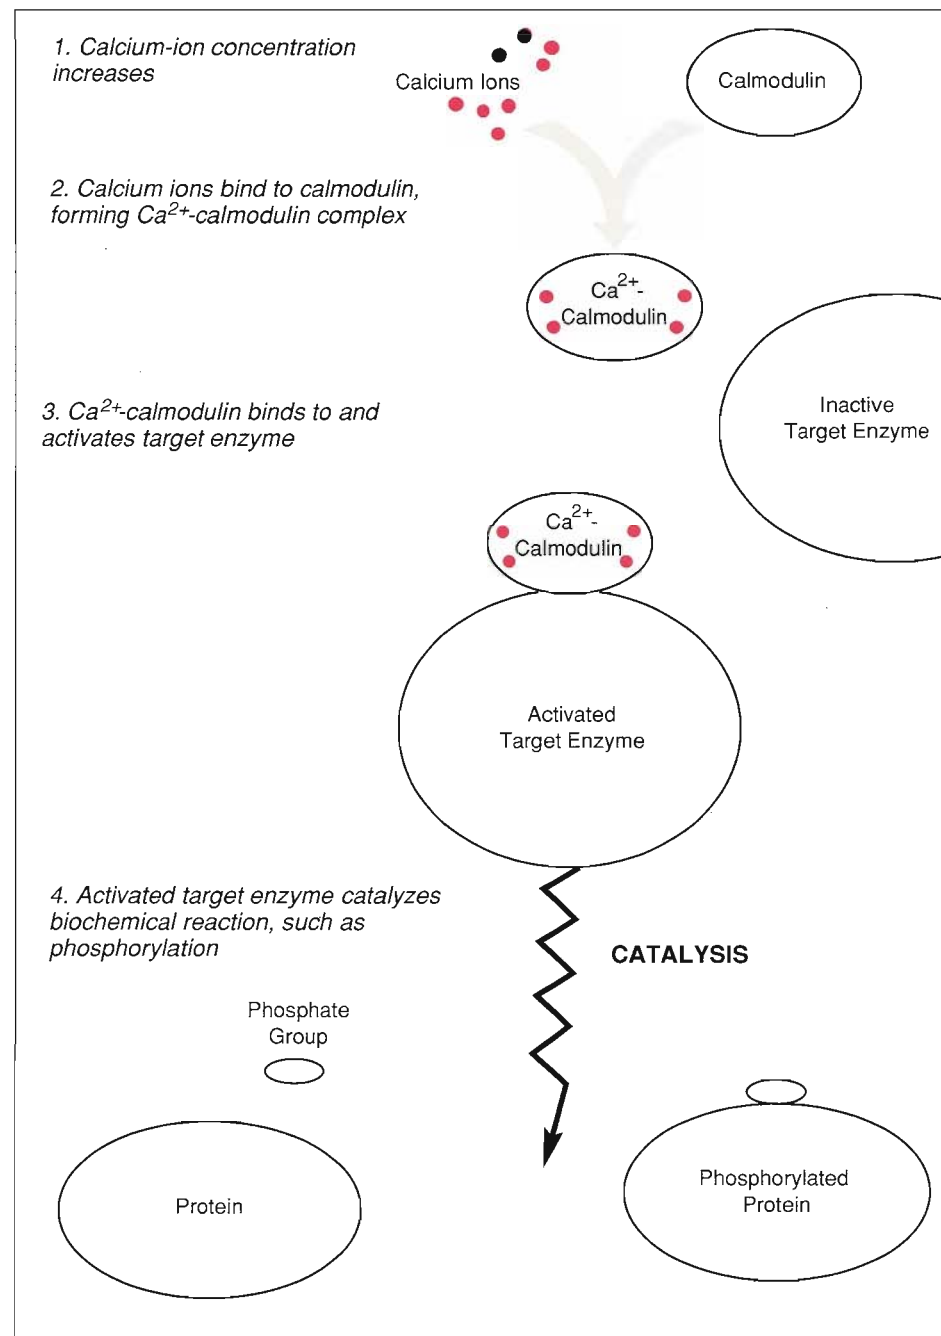 1. Calcium-ion concentration
increases
Calcium Ions
Calmodulin
2. Calcium ions bind to calmodulin,
forming Ca²⁺-calmodulin complex
Ca²⁺-
Calmodulin
3. Ca²⁺-calmodulin binds to and
activates target enzyme
Inactive
Target Enzyme
Ca²⁺-
Calmodulin
Activated
Target Enzyme
4. Activated target enzyme catalyzes
biochemical reaction, such as
phosphorylation
CATALYSIS
Phosphate
Group
Protein
Phosphorylated
Protein